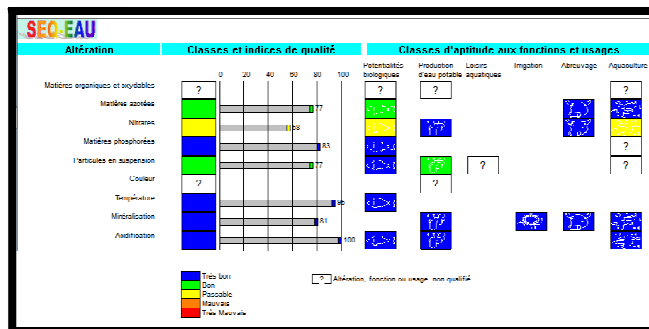 SEQ-EAU
Altération Classes et indices de qualité Classes d'aptitude aux fonctions et usages
Potentialités biologiques Production d'eau potable Loisirs aquatiques Irrigation Abreuvage Aquaculture
0 20 40 60 80 100
Matières organiques et oxydables ? ? ? ?
Matières azotées 77
Nitrates 58
Matières phosphorées 83 ?
Particules en suspension 77 ? ?
Couleur ? ?
Température 95
Minéralisation 81
Acidification 100
Très bon
Bon
Passable
Mauvais
Très Mauvais
? Altération, fonction ou usage non qualifié